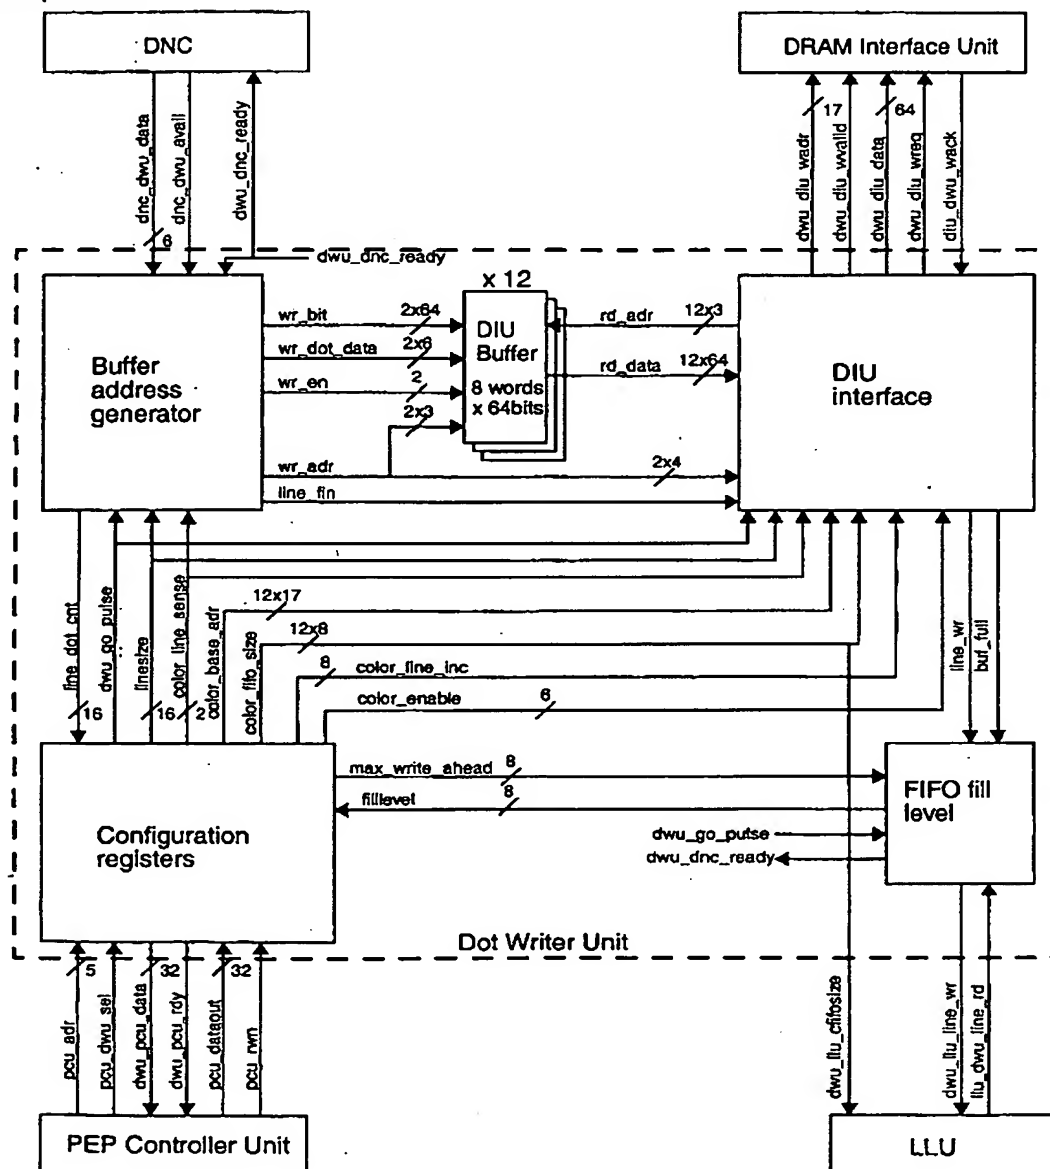 DNC
DRAM Interface Unit
dnc_dwu_data
6
dnc_dwu_avail
dwu_dnc_ready
dwu_diu_wadr
17
dwu_diu_wvalid
dwu_diu_data
64
dwu_diu_wreq
diu_dwu_wack
dwu_dnc_ready
Buffer
address
generator
wr_bit
2x64
wr_dot_data
2x6
wr_en
2
2x3
wr_adr
2x4
line_fin
x 12
DIU
Buffer
8 words
x 64bits
rd_adr
12x3
rd_data
12x64
DIU
interface
line_dot_cnt
16
dwu_go_pulse
linesize
16
color_line_sense
2
color_base_adr
12x17
color_fifo_size
12x8
8
color_line_inc
color_enable
6
line_wr
buf_full
Configuration
registers
max_write_ahead
8
filllevel
8
dwu_go_pulse
dwu_dnc_ready
FIFO fill
level
Dot Writer Unit
pcu_adr
5
pcu_dwu_sel
dwu_pcu_data
32
dwu_pcu_rdy
pcu_dataout
32
pcu_rwn
dwu_llu_cfifosize
dwu_llu_line_wr
llu_dwu_line_rd
PEP Controller Unit
LLU